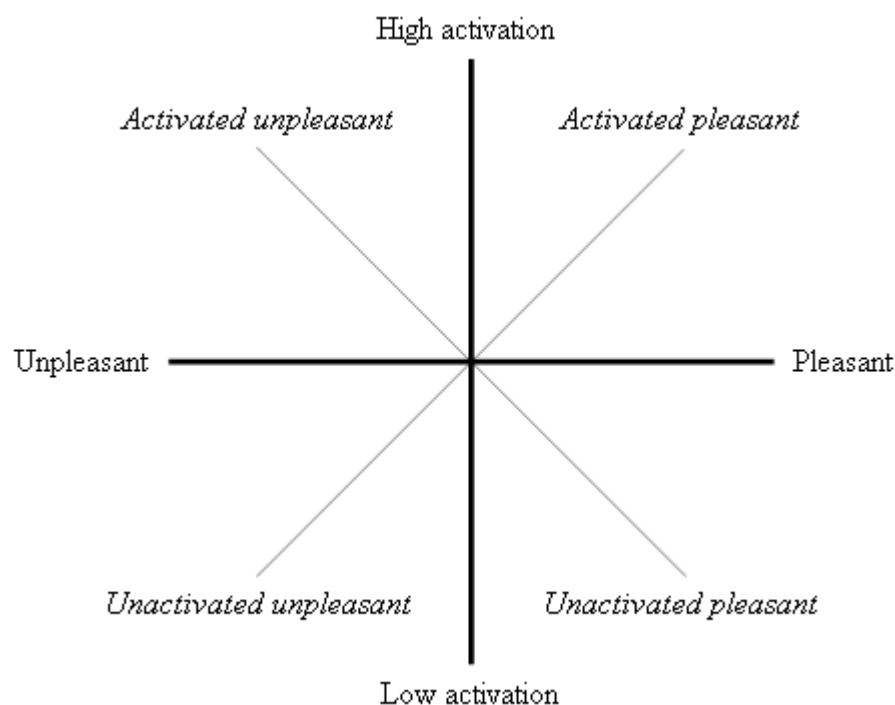 High activation
Activated unpleasant
Activated pleasant
Unpleasant
Pleasant
Unactivated unpleasant
Unactivated pleasant
Low activation